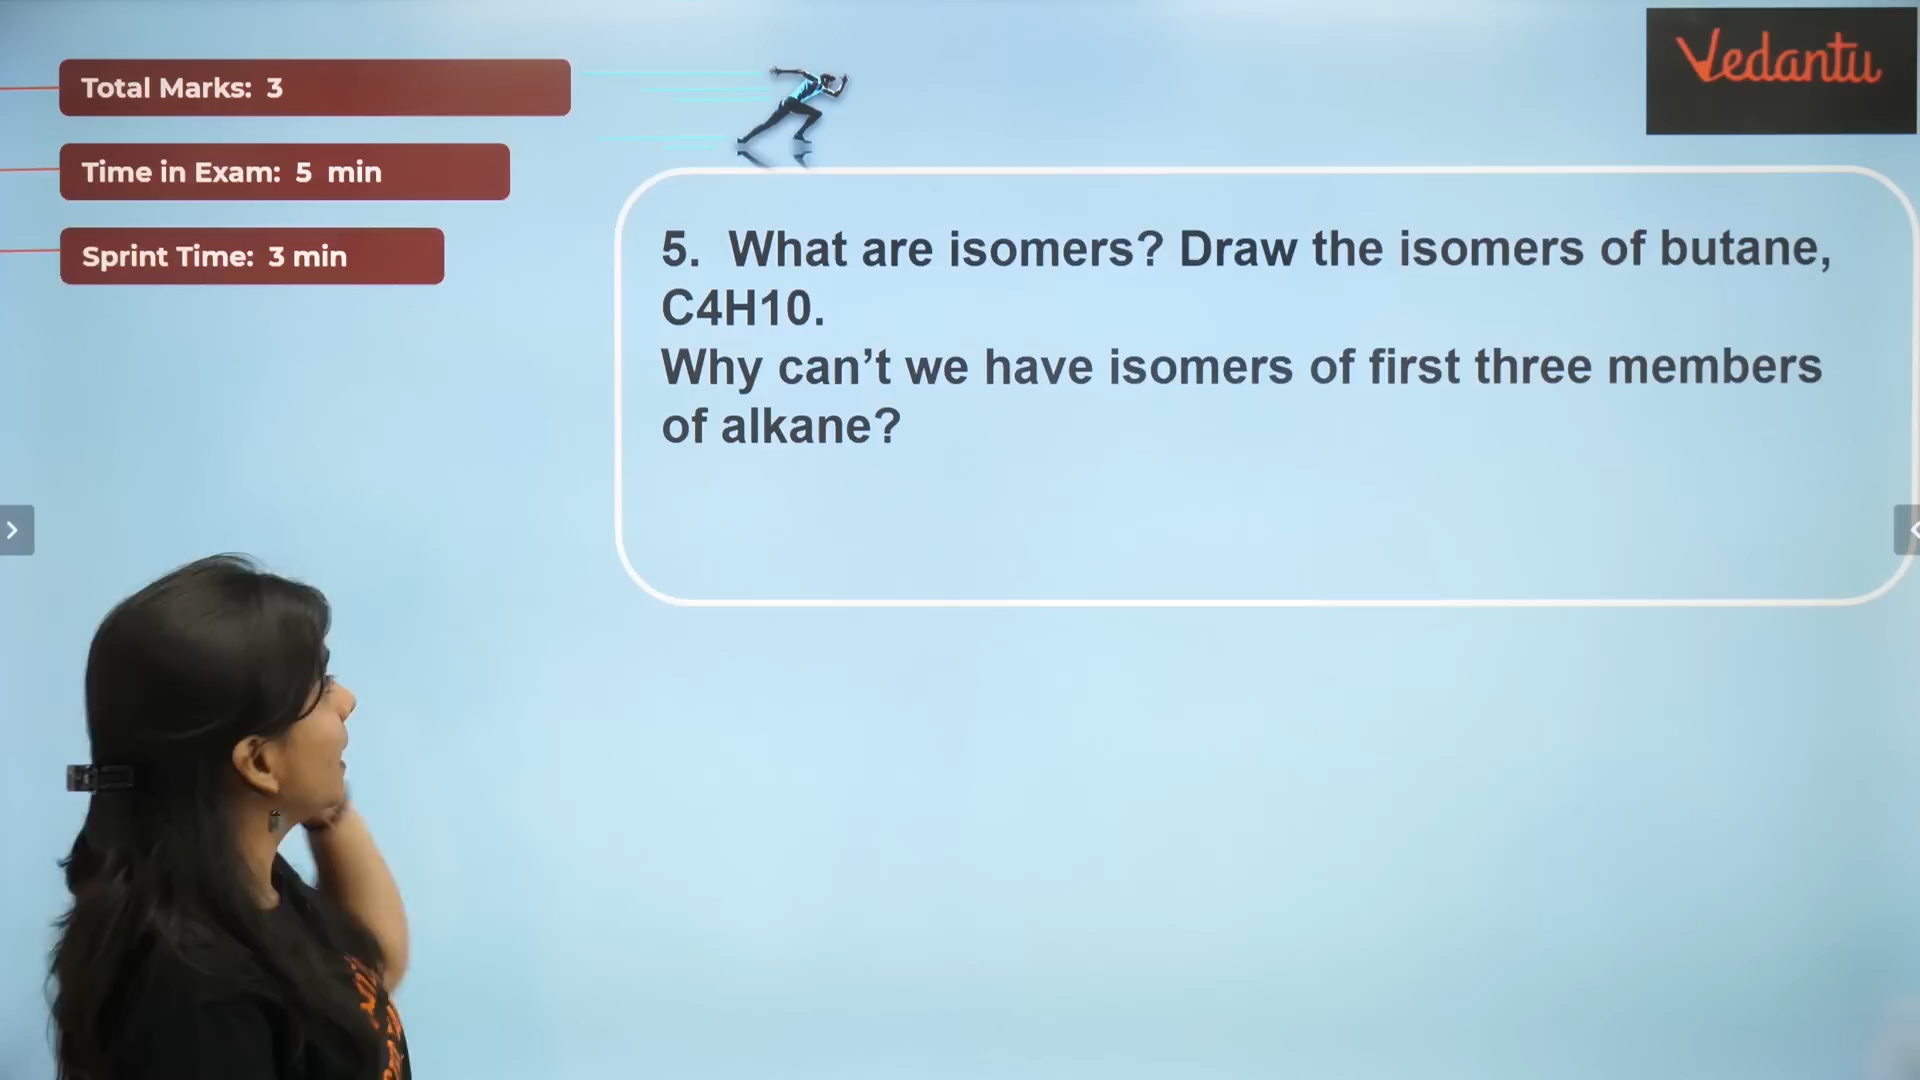 Total Marks: 3
Time in Exam: 5 min
Sprint Time: 3 min
Vedantu
5. What are isomers? Draw the isomers of butane,
C4H10.
Why can’t we have isomers of first three members
of alkane?